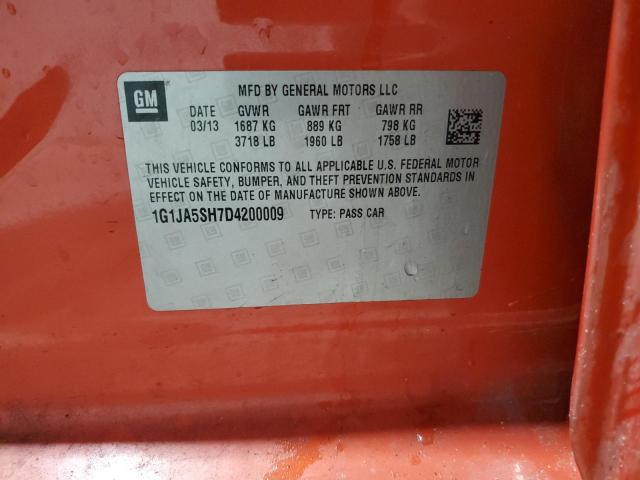 GM
MFD BY GENERAL MOTORS LLC
DATE GVWR GAWR FRT GAWR RR
03/13 1687 KG 889 KG 798 KG
3718 LB 1960 LB 1758 LB
THIS VEHICLE CONFORMS TO ALL APPLICABLE U.S. FEDERAL MOTOR
VEHICLE SAFETY, BUMPER, AND THEFT PREVENTION STANDARDS IN
EFFECT ON THE DATE OF MANUFACTURE SHOWN ABOVE.
1G1JA5SH7D4200009 TYPE: PASS CAR